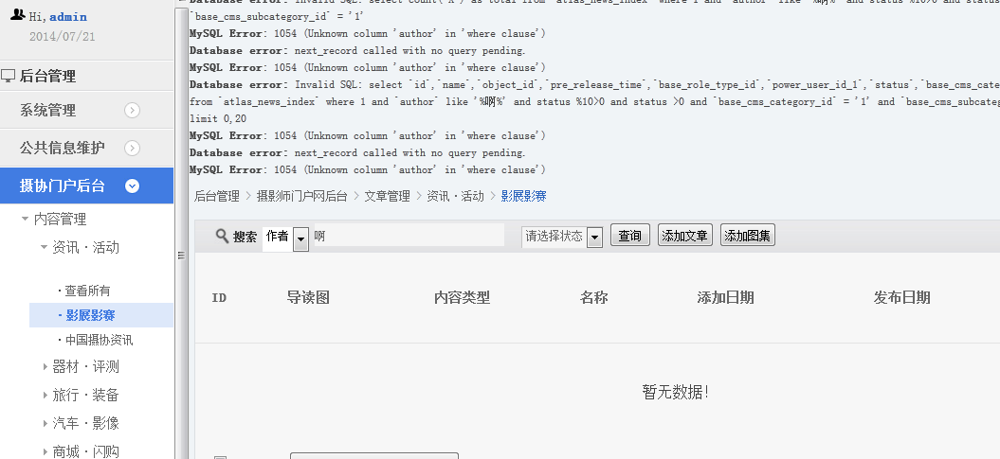 Hi,admin
2014/07/21
后台管理
系统管理
公共信息维护
摄协门户后台
内容管理
资讯·活动
·查看所有
·影展影赛
·中国摄协资讯
器材·评测
旅行·装备
汽车·影像
商城·闪购
Database error: Invalid SQL: select count(*) as total from `atlas_news_index` where 1 and `author` like '%啊%' and status %10>0 and status
`base_cms_subcategory_id` = '1'
MySQL Error: 1054 (Unknown column 'author' in 'where clause')
Database error: next_record called with no query pending.
MySQL Error: 1054 (Unknown column 'author' in 'where clause')
Database error: Invalid SQL: select `id`,`name`,`object_id`,`pre_release_time`,`base_role_type_id`,`power_user_id_1`,`status`,`base_cms_cate
from `atlas_news_index` where 1 and `author` like '%啊%' and status %10>0 and status >0 and `base_cms_category_id` = '1' and `base_cms_subcateg
limit 0,20
MySQL Error: 1054 (Unknown column 'author' in 'where clause')
Database error: next_record called with no query pending.
MySQL Error: 1054 (Unknown column 'author' in 'where clause')
后台管理 > 摄影师门户网后台 > 文章管理 > 资讯·活动 > 影展影赛
搜索 作者 啊 请选择状态 查询 添加文章 添加图集
ID 导读图 内容类型 名称 添加日期 发布日期
暂无数据!